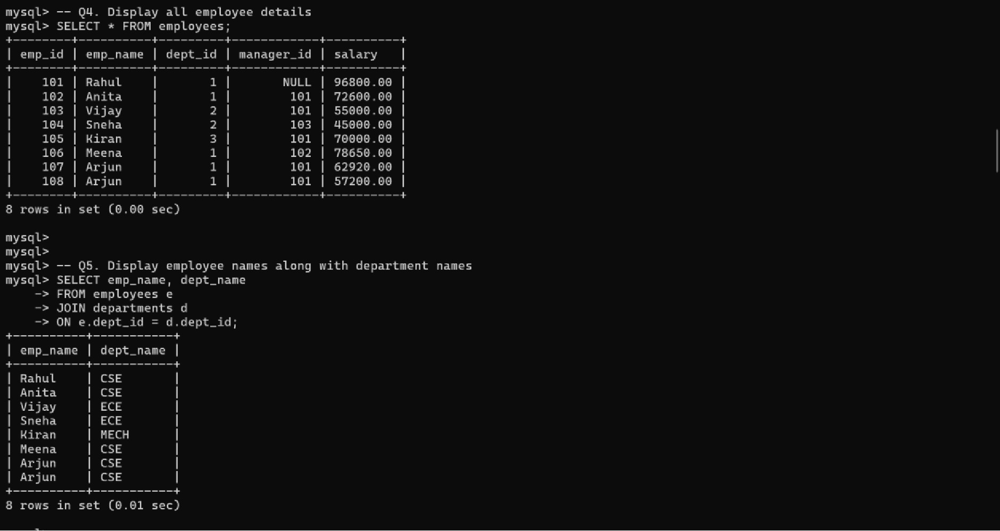 mysql> -- Q4. Display all employee details
mysql> SELECT * FROM employees;
+--------+----------+---------+------------+----------+
| emp_id | emp_name | dept_id | manager_id | salary   |
+--------+----------+---------+------------+----------+
|    101 | Rahul    |       1 |       NULL | 96800.00 |
|    102 | Anita    |       1 |        101 | 72600.00 |
|    103 | Vijay    |       2 |        101 | 55000.00 |
|    104 | Sneha    |       2 |        103 | 45000.00 |
|    105 | Kiran    |       3 |        101 | 70000.00 |
|    106 | Meena    |       1 |        102 | 78650.00 |
|    107 | Arjun    |       1 |        101 | 62920.00 |
|    108 | Arjun    |       1 |        101 | 57200.00 |
+--------+----------+---------+------------+----------+
8 rows in set (0.00 sec)
mysql>
mysql>
mysql> -- Q5. Display employee names along with department names
mysql> SELECT emp_name, dept_name
    -> FROM employees e
    -> JOIN departments d
    -> ON e.dept_id = d.dept_id;
+----------+-----------+
| emp_name | dept_name |
+----------+-----------+
| Rahul    | CSE       |
| Anita    | CSE       |
| Vijay    | ECE       |
| Sneha    | ECE       |
| Kiran    | MECH      |
| Meena    | CSE       |
| Arjun    | CSE       |
| Arjun    | CSE       |
+----------+-----------+
8 rows in set (0.01 sec)